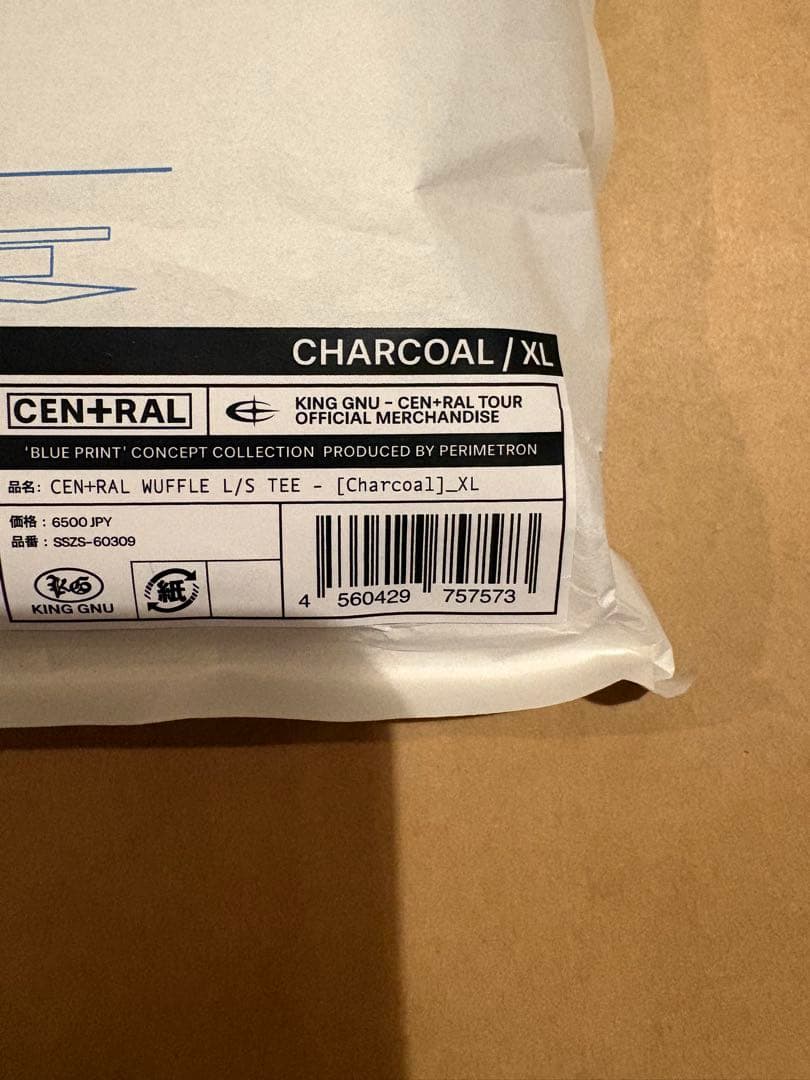 CHARCOAL / XL
CEN+RAL
KING GNU - CEN+RAL TOUR
OFFICIAL MERCHANDISE
'BLUE PRINT' CONCEPT COLLECTION PRODUCED BY PERIMETRON
品名: CEN+RAL WUFFLE L/S TEE - [Charcoal]_XL
価格：6500 JPY
品番：SSZS-60309
KG
KING GNU
紙
4 560429 757573